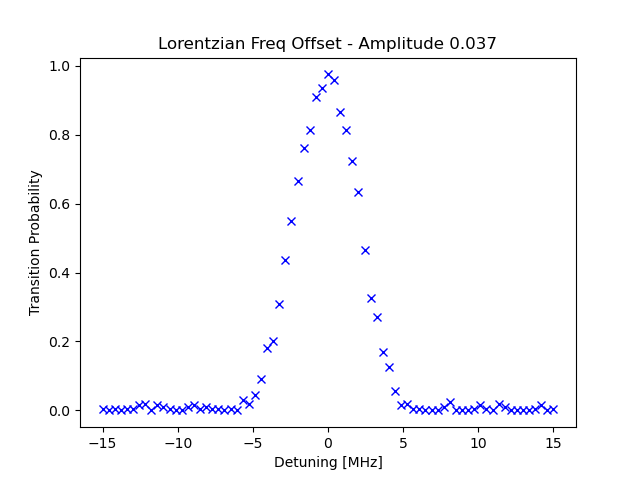 Lorentzian Freq Offset - Amplitude 0.037
Transition Probability
1.0
0.8
0.6
0.4
0.2
0.0
−15 −10 −5 0 5 10 15
Detuning [MHz]